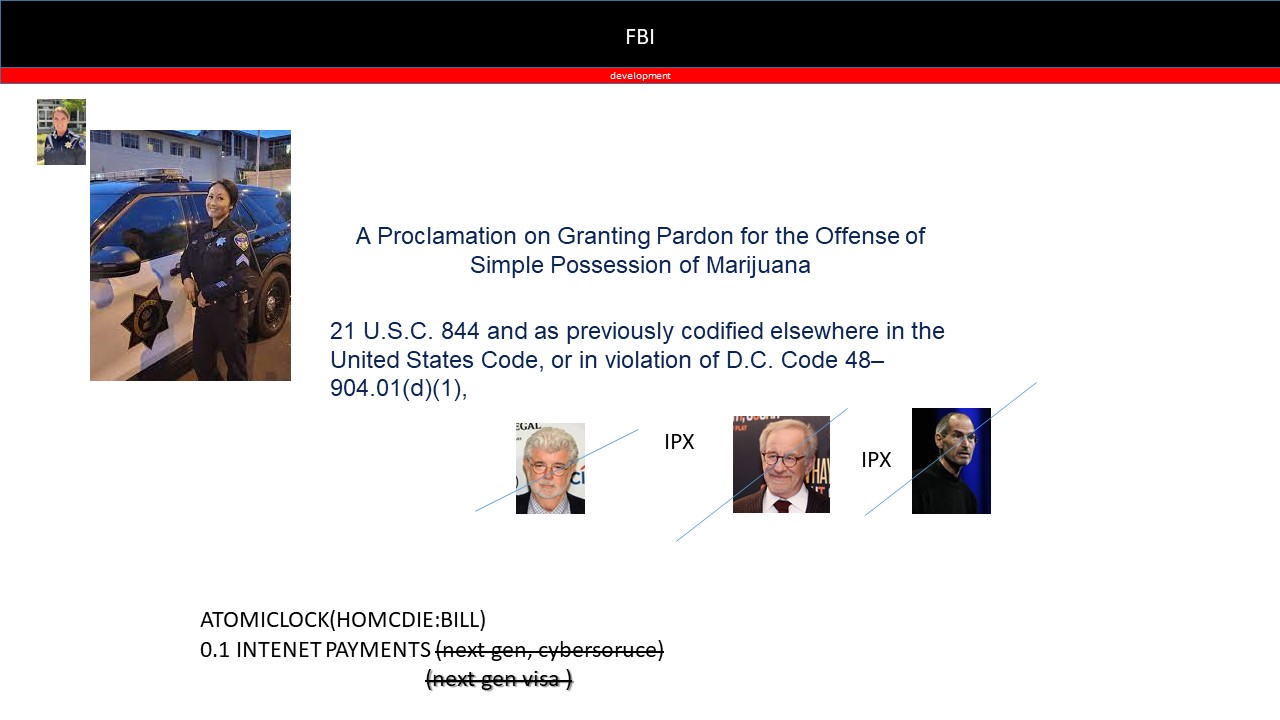 FBI
development
A Proclamation on Granting Pardon for the Offense of
Simple Possession of Marijuana
21 U.S.C. 844 and as previously codified elsewhere in the
United States Code, or in violation of D.C. Code 48–
904.01(d)(1),
EGAL
IPX
IPX
ATOMICLOCK(HOMCDIE:BILL)
0.1 INTENET PAYMENTS (next gen, cybersoruce)
(next gen visa )